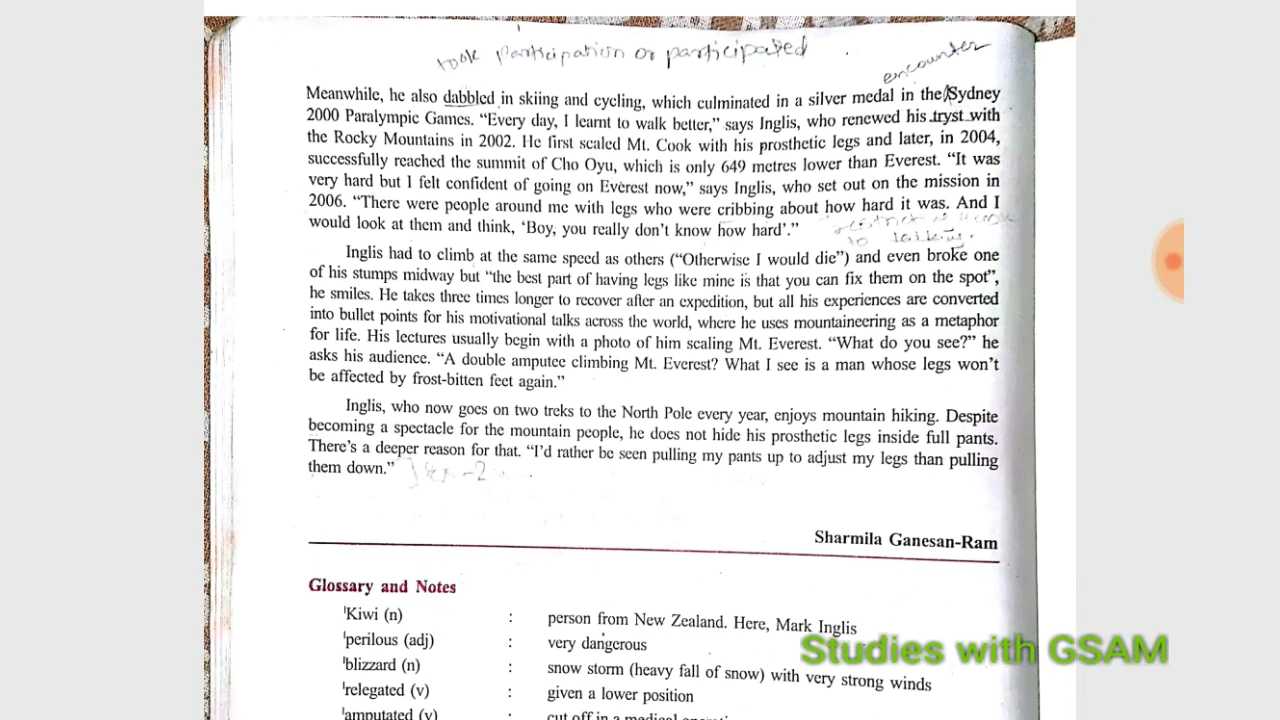 took participation or participated
encounter
Meanwhile, he also dabbled in skiing and cycling, which culminated in a silver medal in the Sydney
2000 Paralympic Games. “Every day, I learnt to walk better,” says Inglis, who renewed his tryst with
the Rocky Mountains in 2002. He first scaled Mt. Cook with his prosthetic legs and later, in 2004,
successfully reached the summit of Cho Oyu, which is only 649 metres lower than Everest. “It was
very hard but I felt confident of going on Everest now,” says Inglis, who set out on the mission in
2006. “There were people around me with legs who were cribbing about how hard it was. And I
would look at them and think, ‘Boy, you really don’t know how hard’.”
to
Inglis had to climb at the same speed as others (“Otherwise I would die”) and even broke one
of his stumps midway but “the best part of having legs like mine is that you can fix them on the spot”,
he smiles. He takes three times longer to recover after an expedition, but all his experiences are converted
into bullet points for his motivational talks across the world, where he uses mountaineering as a metaphor
for life. His lectures usually begin with a photo of him scaling Mt. Everest. “What do you see?” he
asks his audience. “A double amputee climbing Mt. Everest? What I see is a man whose legs won’t
be affected by frost-bitten feet again.”
Inglis, who now goes on two treks to the North Pole every year, enjoys mountain hiking. Despite
becoming a spectacle for the mountain people, he does not hide his prosthetic legs inside full pants.
There’s a deeper reason for that. “I’d rather be seen pulling my pants up to adjust my legs than pulling
them down.”
Sharmila Ganesan-Ram
Glossary and Notes
ˈKiwi (n) : person from New Zealand. Here, Mark Inglis
ˈperilous (adj) : very dangerous
ˈblizzard (n) : snow storm (heavy fall of snow) with very strong winds
ˈrelegated (v) : given a lower position
ˈamputated (v) : cut off in a medical
Studies with GSAM